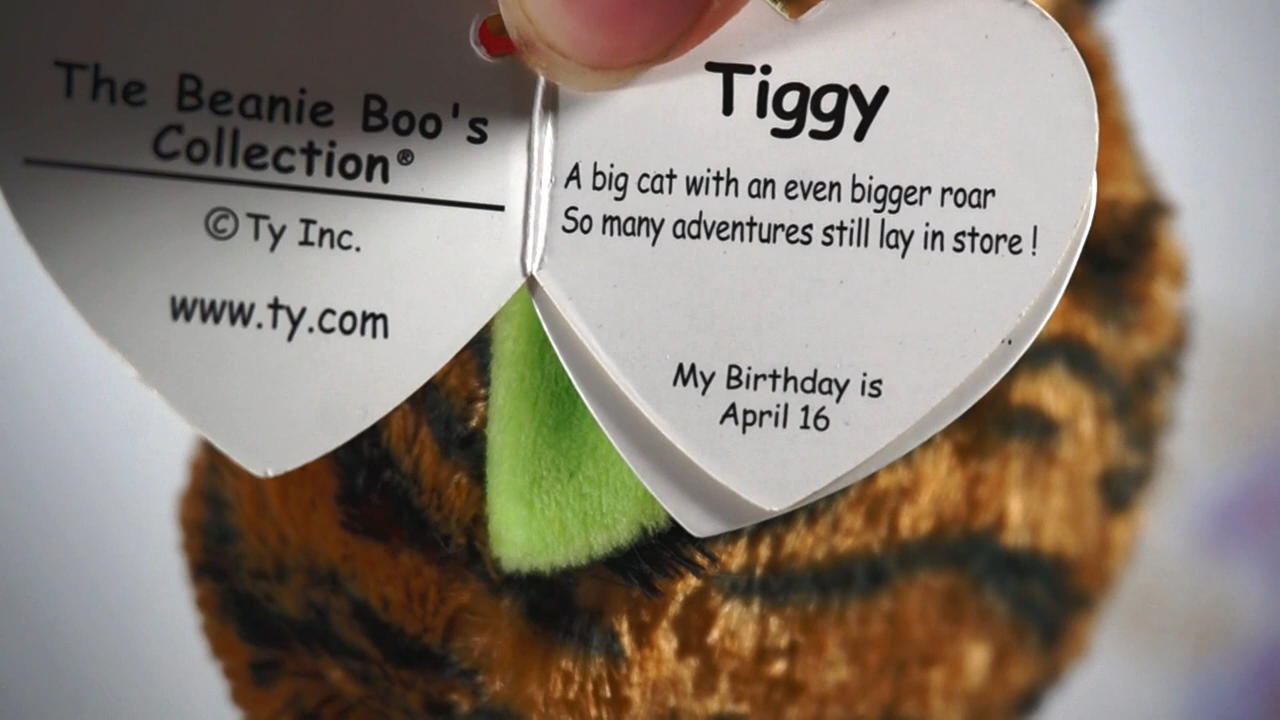 The Beanie Boo's
Collection®
© Ty Inc.
www.ty.com
Tiggy
A big cat with an even bigger roar
So many adventures still lay in store !
My Birthday is
April 16